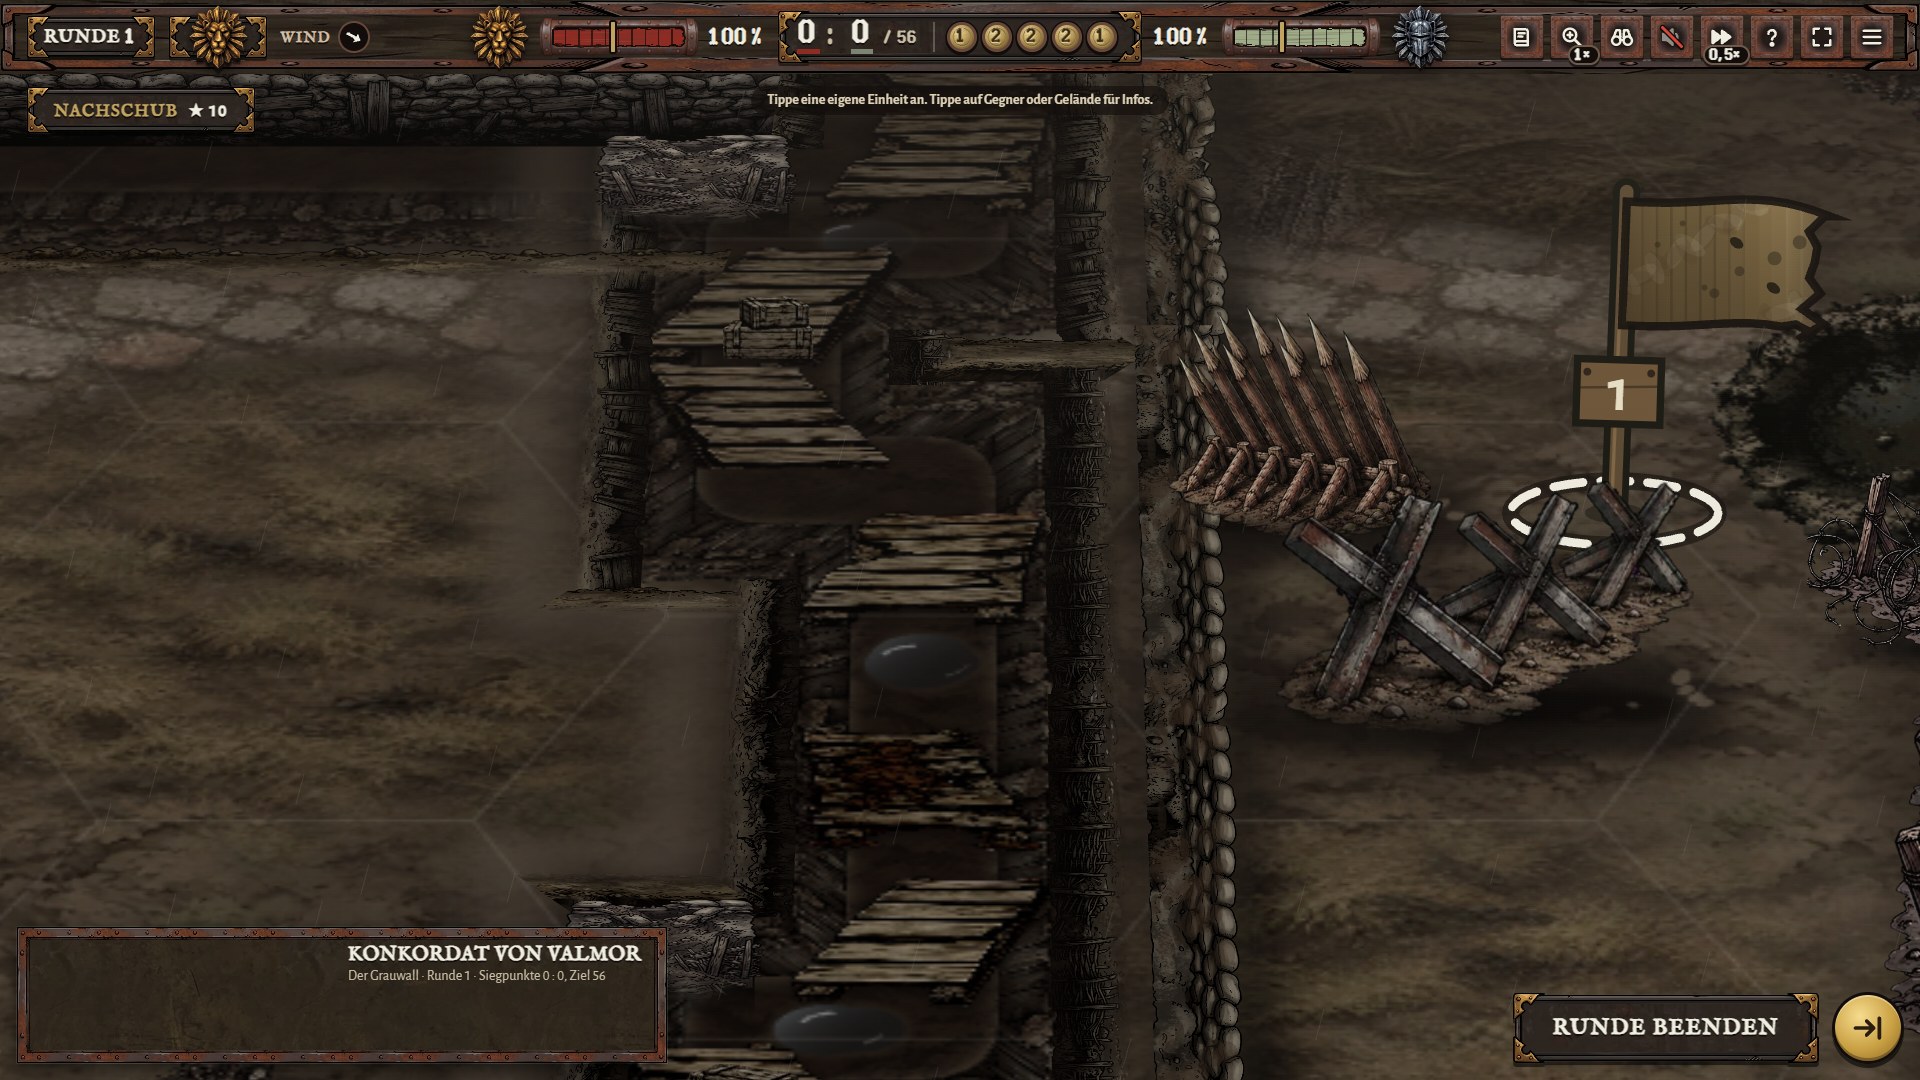 RUNDE 1
WIND
100 %
0 : 0 / 56
1 2 2 2 1
100 %
1×
0,5×
?
NACHSCHUB ★ 10
Tippe eine eigene Einheit an. Tippe auf Gegner oder Gelände für Infos.
1
KONKORDAT VON VALMOR
Der Grauwall · Runde 1 · Siegpunkte 0 : 0, Ziel 56
RUNDE BEENDEN